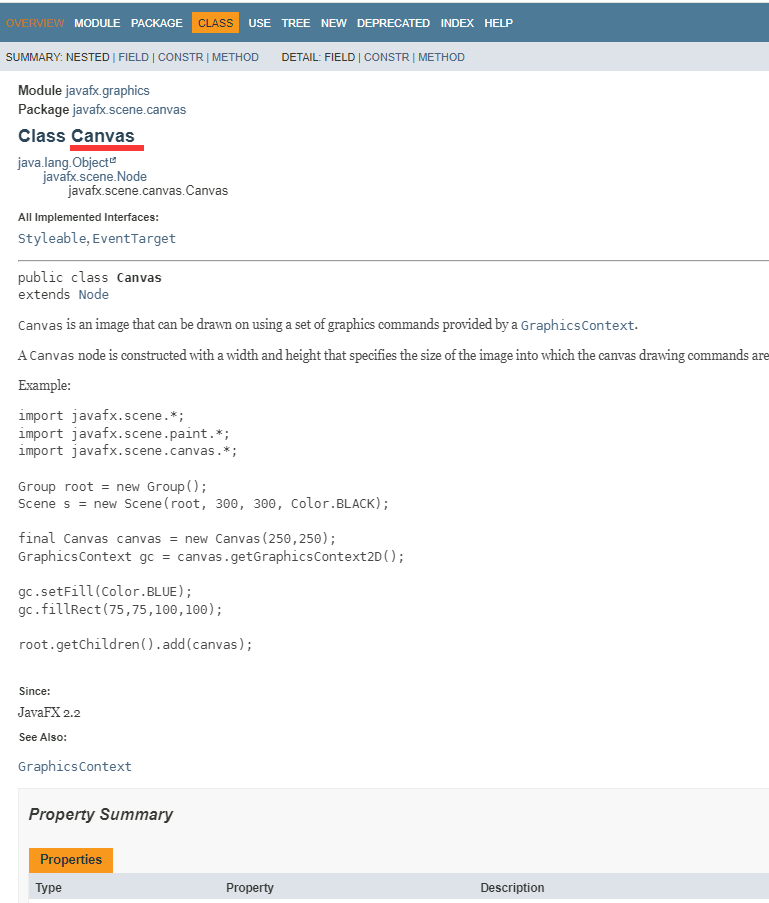 OVERVIEW MODULE PACKAGE CLASS USE TREE NEW DEPRECATED INDEX HELP
SUMMARY: NESTED | FIELD | CONSTR | METHOD DETAIL: FIELD | CONSTR | METHOD
Module javafx.graphics
Package javafx.scene.canvas
Class Canvas
java.lang.Object
javafx.scene.Node
javafx.scene.canvas.Canvas
All Implemented Interfaces:
Styleable, EventTarget
public class Canvas
extends Node
Canvas is an image that can be drawn on using a set of graphics commands provided by a GraphicsContext.
A Canvas node is constructed with a width and height that specifies the size of the image into which the canvas drawing commands are
Example:
import javafx.scene.*;
import javafx.scene.paint.*;
import javafx.scene.canvas.*;
Group root = new Group();
Scene s = new Scene(root, 300, 300, Color.BLACK);
final Canvas canvas = new Canvas(250,250);
GraphicsContext gc = canvas.getGraphicsContext2D();
gc.setFill(Color.BLUE);
gc.fillRect(75,75,100,100);
root.getChildren().add(canvas);
Since:
JavaFX 2.2
See Also:
GraphicsContext
Property Summary
Properties
Type Property Description